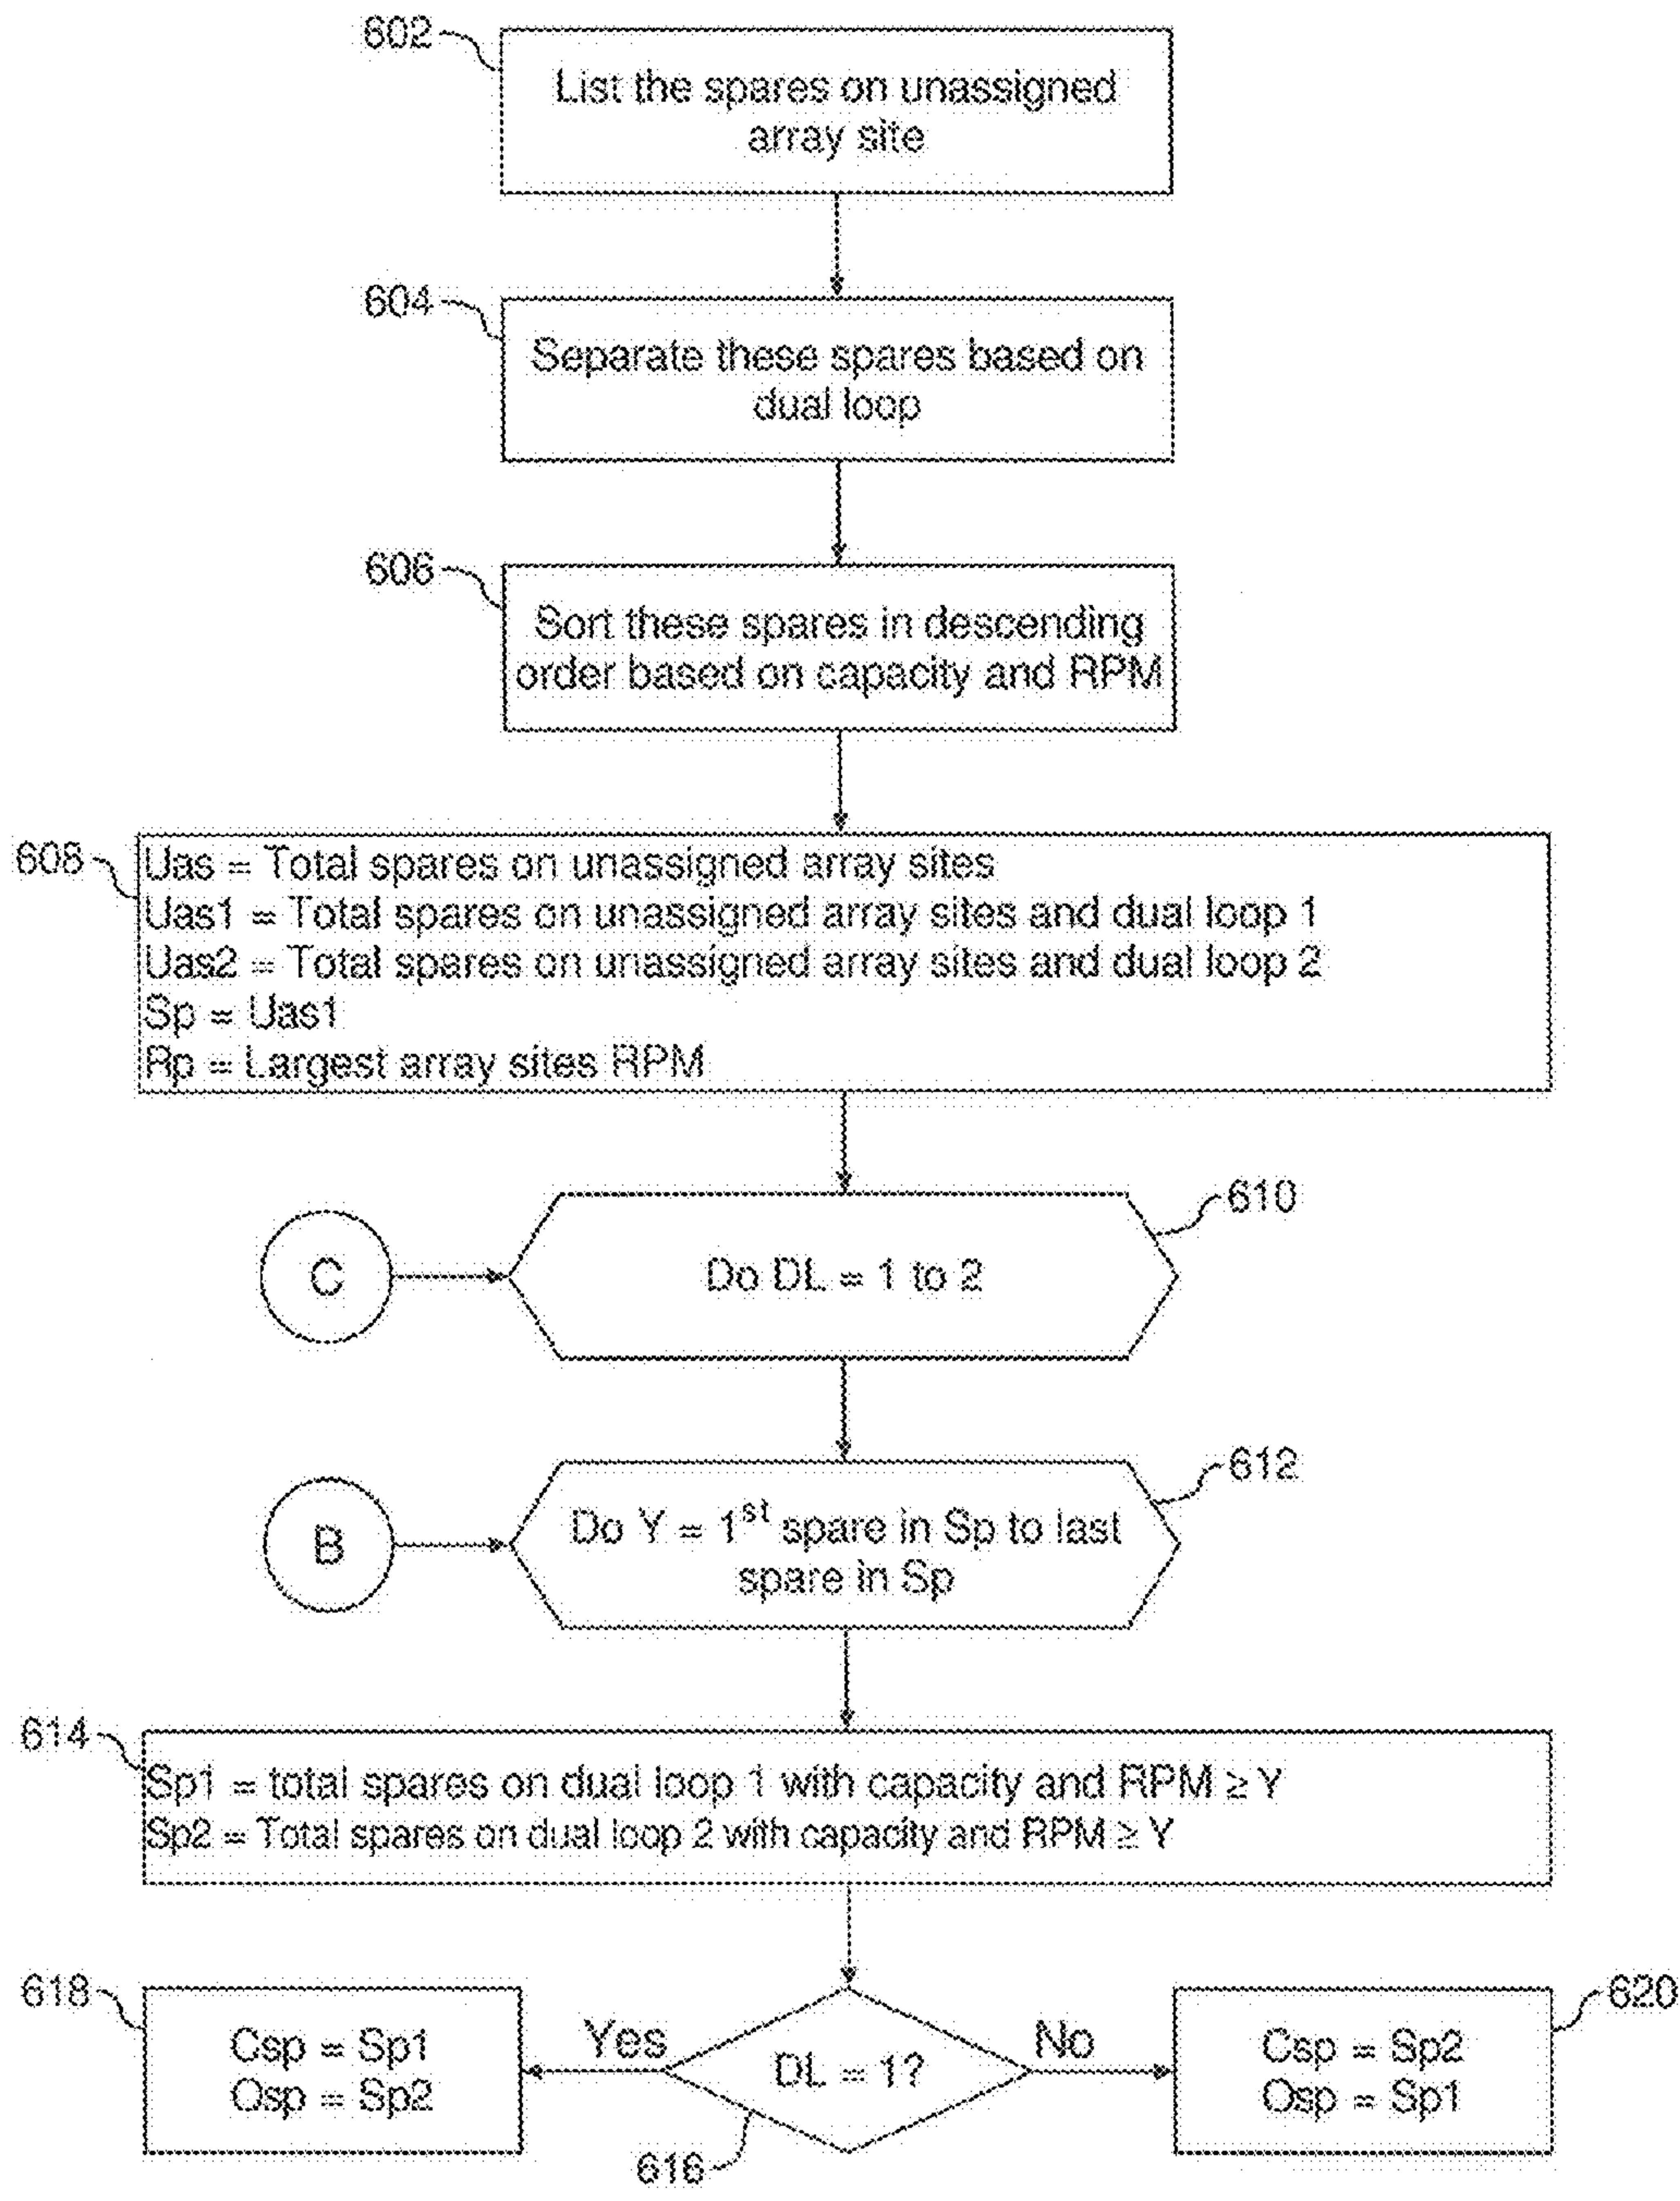 602
List the spares on unassigned
array site
604
Separate these spares based on
dual loop
606
Sort these spares in descending
order based on capacity and RPM
608
Uas = Total spares on unassigned array sites
Uas1 = Total spares on unassigned array sites and dual loop 1
Uas2 = Total spares on unassigned array sites and dual loop 2
Sp = Uas1
Rp = Largest array sites RPM
610
C
Do DL = 1 to 2
612
B
Do Y = 1st spare in Sp to last
spare in Sp
614
Sp1 = total spares on dual loop 1 with capacity and RPM ≥ Y
Sp2 = Total spares on dual loop 2 with capacity and RPM ≥ Y
618
Csp = Sp1
Osp = Sp2
Yes
DL = 1?
No
616
620
Csp = Sp2
Osp = Sp1